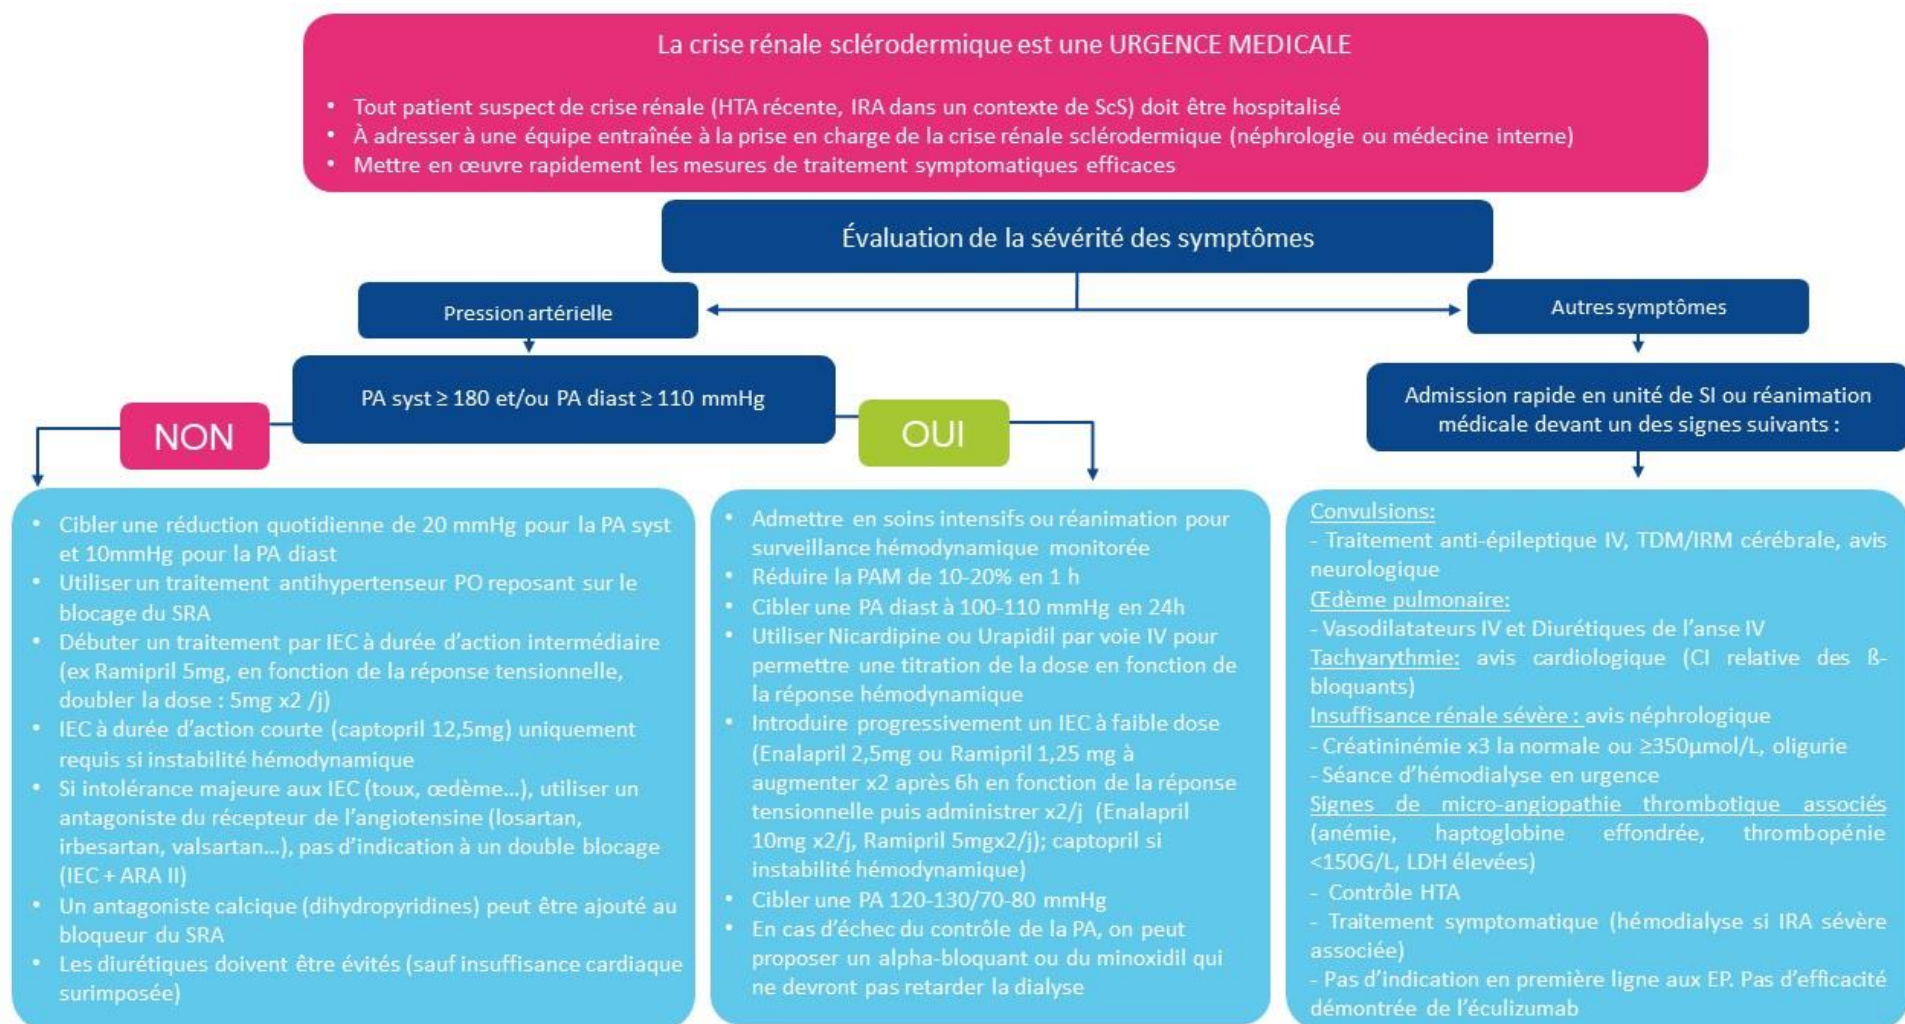 La crise rénale sclérodermique est une URGENCE MEDICALE
• Tout patient suspect de crise rénale (HTA récente, IRA dans un contexte de ScS) doit être hospitalisé
• À adresser à une équipe entraînée à la prise en charge de la crise rénale sclérodermique (néphrologie ou médecine interne)
• Mettre en œuvre rapidement les mesures de traitement symptomatiques efficaces
Évaluation de la sévérité des symptômes
Pression artérielle
Autres symptômes
PA syst ≥ 180 et/ou PA diast ≥ 110 mmHg
NON
OUI
Admission rapide en unité de SI ou réanimation
médicale devant un des signes suivants :
• Cibler une réduction quotidienne de 20 mmHg pour la PA syst
et 10mmHg pour la PA diast
• Utiliser un traitement antihypertenseur PO reposant sur le
blocage du SRA
• Débuter un traitement par IEC à durée d'action intermédiaire
(ex Ramipril 5mg, en fonction de la réponse tensionnelle,
doubler la dose : 5mg x2 /j)
• IEC à durée d'action courte (captopril 12,5mg) uniquement
requis si instabilité hémodynamique
• Si intolérance majeure aux IEC (toux, œdème...), utiliser un
antagoniste du récepteur de l'angiotensine (losartan,
irbesartan, valsartan...), pas d'indication à un double blocage
(IEC + ARA II)
• Un antagoniste calcique (dihydropyridines) peut être ajouté au
bloqueur du SRA
• Les diurétiques doivent être évités (sauf insuffisance cardiaque
surimposée)
• Admettre en soins intensifs ou réanimation pour
surveillance hémodynamique monitorée
• Réduire la PAM de 10-20% en 1 h
• Cibler une PA diast à 100-110 mmHg en 24h
• Utiliser Nicardipine ou Urapidil par voie IV pour
permettre une titration de la dose en fonction de
la réponse hémodynamique
• Introduire progressivement un IEC à faible dose
(Enalapril 2,5mg ou Ramipril 1,25 mg à
augmenter x2 après 6h en fonction de la réponse
tensionnelle puis administrer x2/j (Enalapril
10mg x2/j, Ramipril 5mgx2/j); captopril si
instabilité hémodynamique)
• Cibler une PA 120-130/70-80 mmHg
• En cas d'échec du contrôle de la PA, on peut
proposer un alpha-bloquant ou du minoxidil qui
ne devront pas retarder la dialyse
Convulsions:
- Traitement anti-épileptique IV, TDM/IRM cérébrale, avis
neurologique
Œdème pulmonaire:
- Vasodilatateurs IV et Diurétiques de l'anse IV
Tachyarythmie: avis cardiologique (CI relative des ß-
bloquants)
Insuffisance rénale sévère : avis néphrologique
- Créatininémie x3 la normale ou ≥350µmol/L, oligurie
- Séance d'hémodialyse en urgence
Signes de micro-angiopathie thrombotique associés
(anémie, haptoglobine effondrée, thrombopénie
<150G/L, LDH élevées)
- Contrôle HTA
- Traitement symptomatique (hémodialyse si IRA sévère
associée)
- Pas d'indication en première ligne aux EP. Pas d'efficacité
démontrée de l'éculizumab